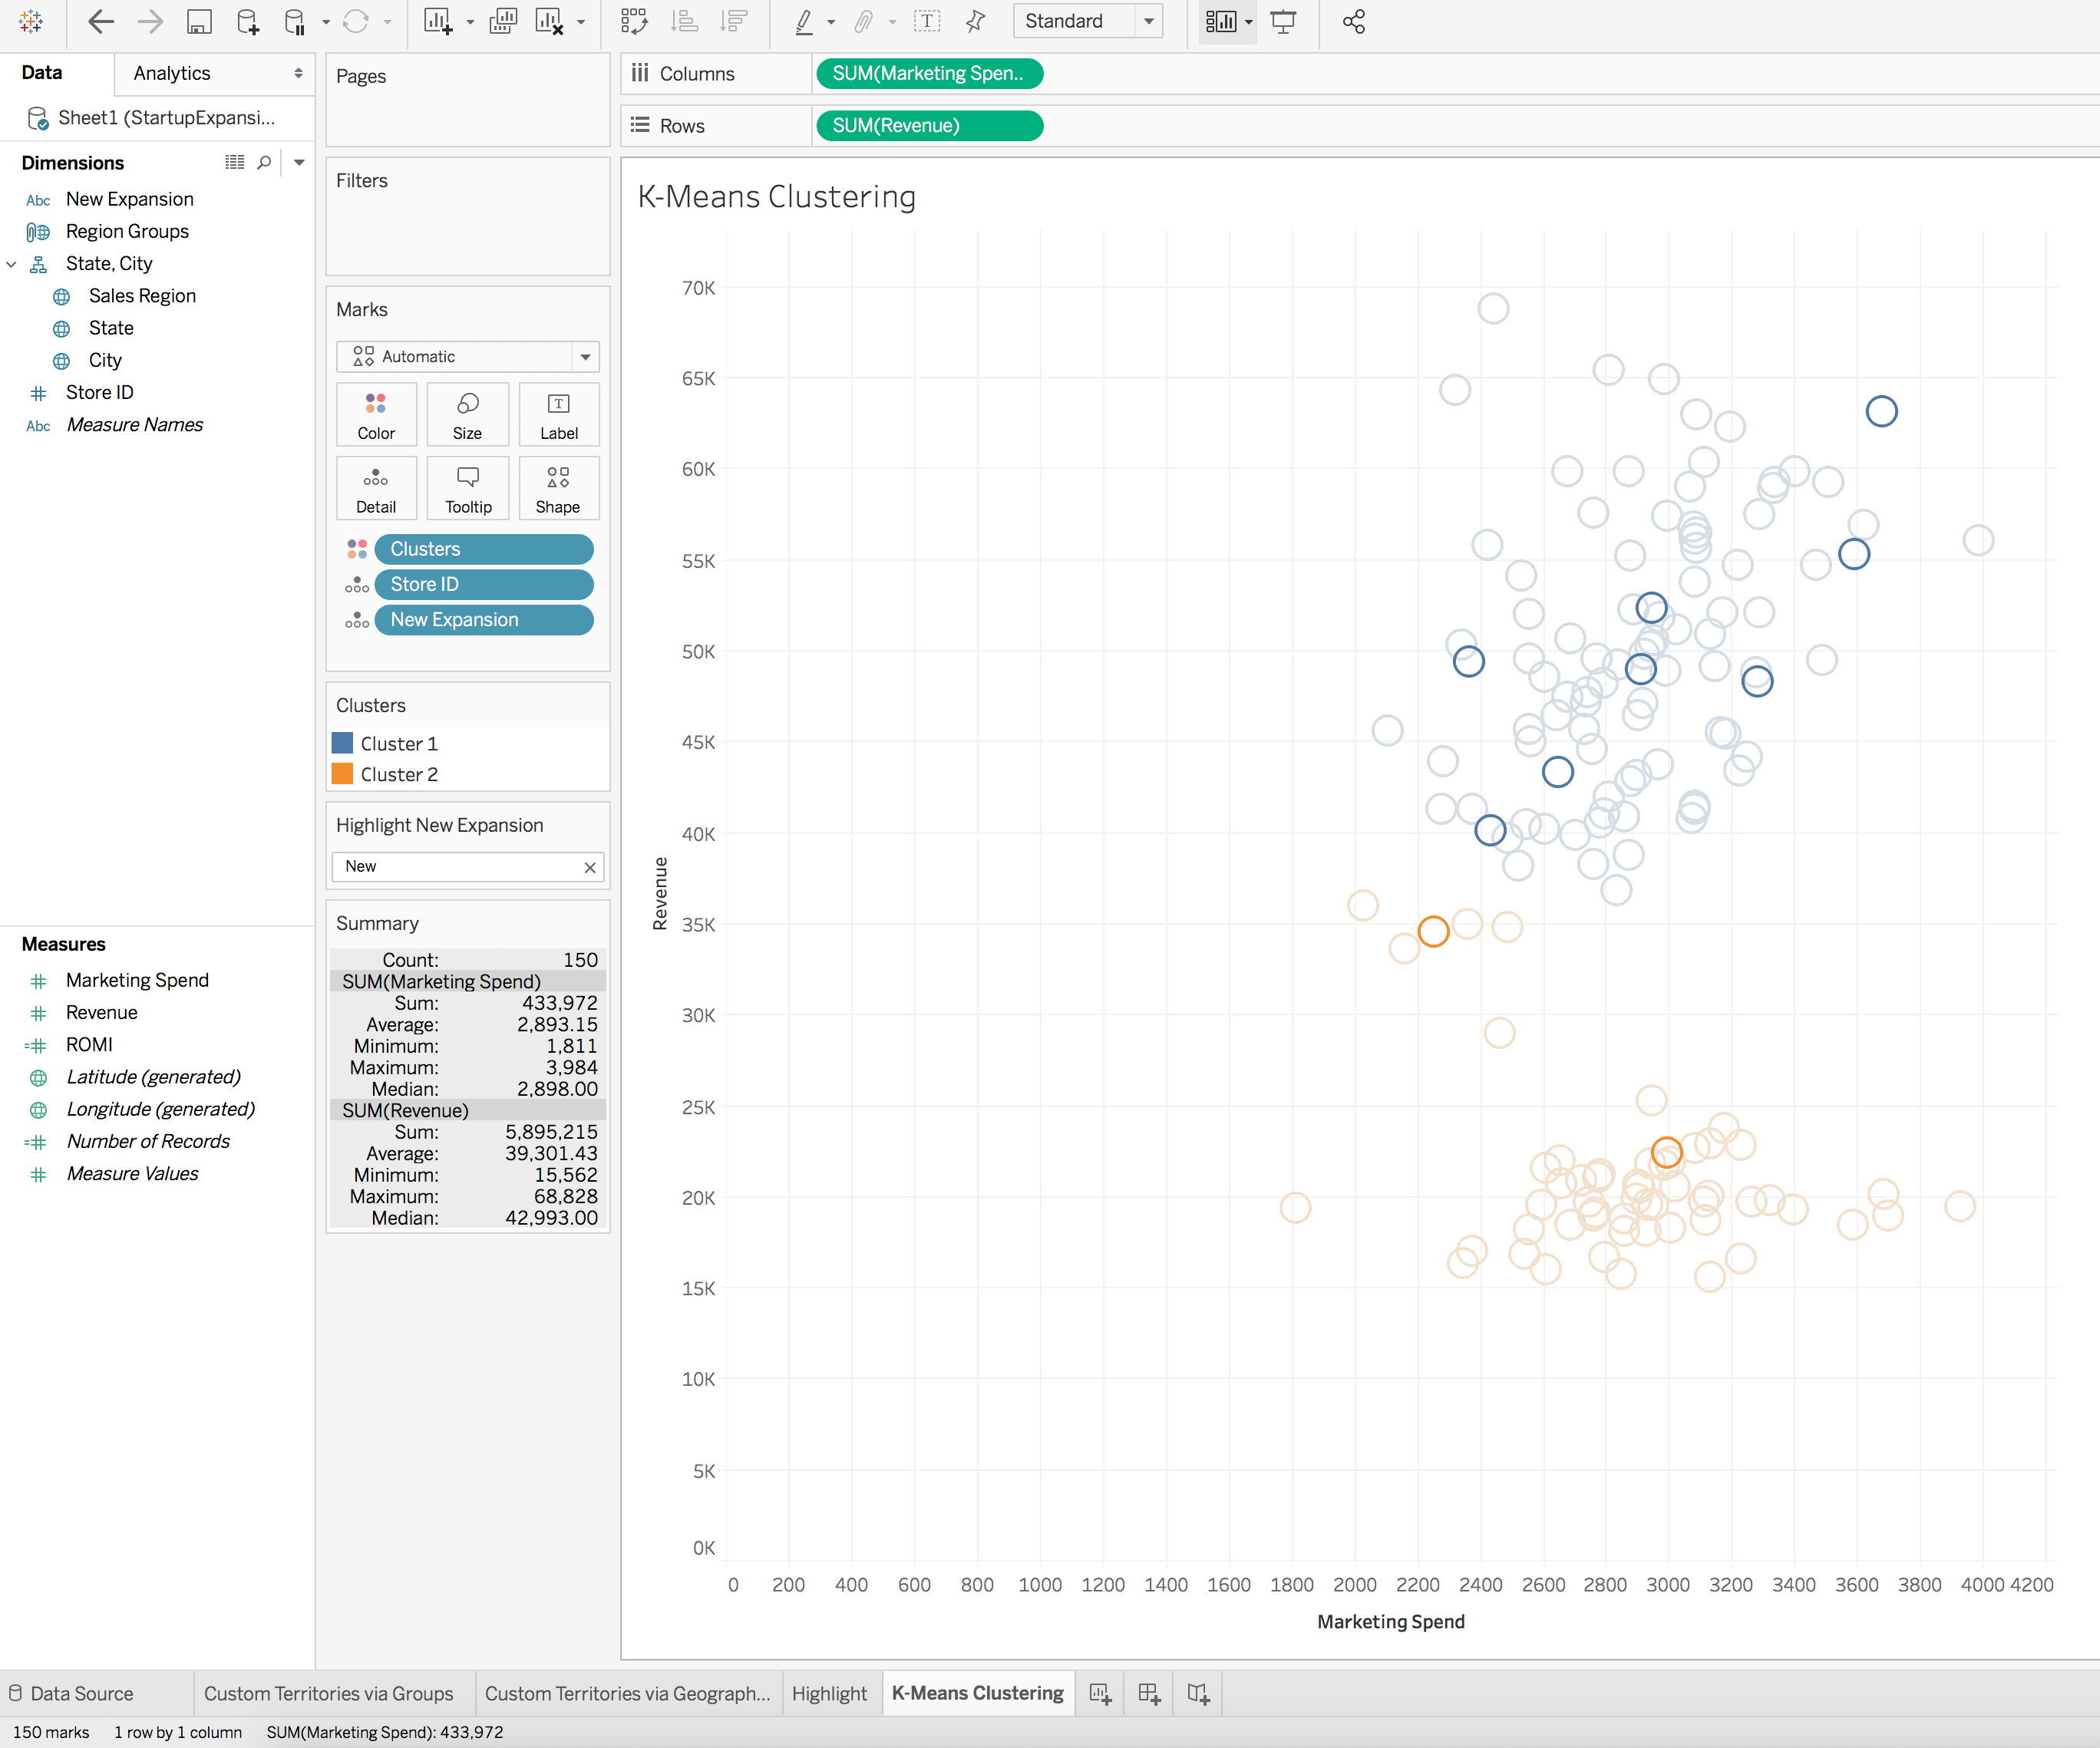 Standard
Data
Analytics
Sheet1 (StartupExpansi...
Dimensions
Abc New Expansion
Region Groups
State, City
Sales Region
State
City
Store ID
Abc Measure Names
Measures
Marketing Spend
Revenue
ROMI
Latitude (generated)
Longitude (generated)
Number of Records
Measure Values
Pages
Filters
Marks
Automatic
Color Size Label
Detail Tooltip Shape
Clusters
Store ID
New Expansion
Clusters
Cluster 1
Cluster 2
Highlight New Expansion
New
Summary
Count: 150
SUM(Marketing Spend)
Sum: 433,972
Average: 2,893.15
Minimum: 1,811
Maximum: 3,984
Median: 2,898.00
SUM(Revenue)
Sum: 5,895,215
Average: 39,301.43
Minimum: 15,562
Maximum: 68,828
Median: 42,993.00
Columns SUM(Marketing Spen..
Rows SUM(Revenue)
K-Means Clustering
70K
65K
60K
55K
50K
45K
40K
35K
30K
25K
20K
15K
10K
5K
0K
Revenue
0 200 400 600 800 1000 1200 1400 1600 1800 2000 2200 2400 2600 2800 3000 3200 3400 3600 3800 4000 4200
Marketing Spend
Data Source Custom Territories via Groups Custom Territories via Geograph... Highlight K-Means Clustering
150 marks 1 row by 1 column SUM(Marketing Spend): 433,972